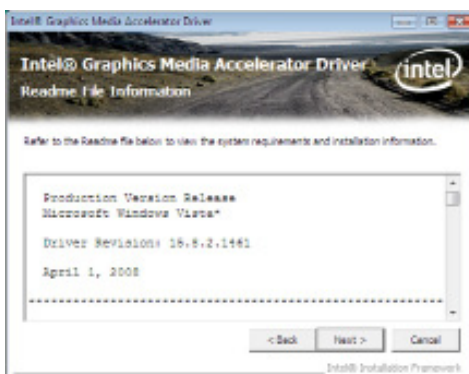 Intel® Graphics Media Accelerator Driver
Intel® Graphics Media Accelerator Driver
(intel)
Readme File Information
Refer to the Readme file below to view the system requirements and installation information.
Production Version Release
Microsoft Windows Vista*
Driver Revision: 15.8.2.1461
April 1, 2008
< Back
Next >
Cancel
Intel® Installation Framework